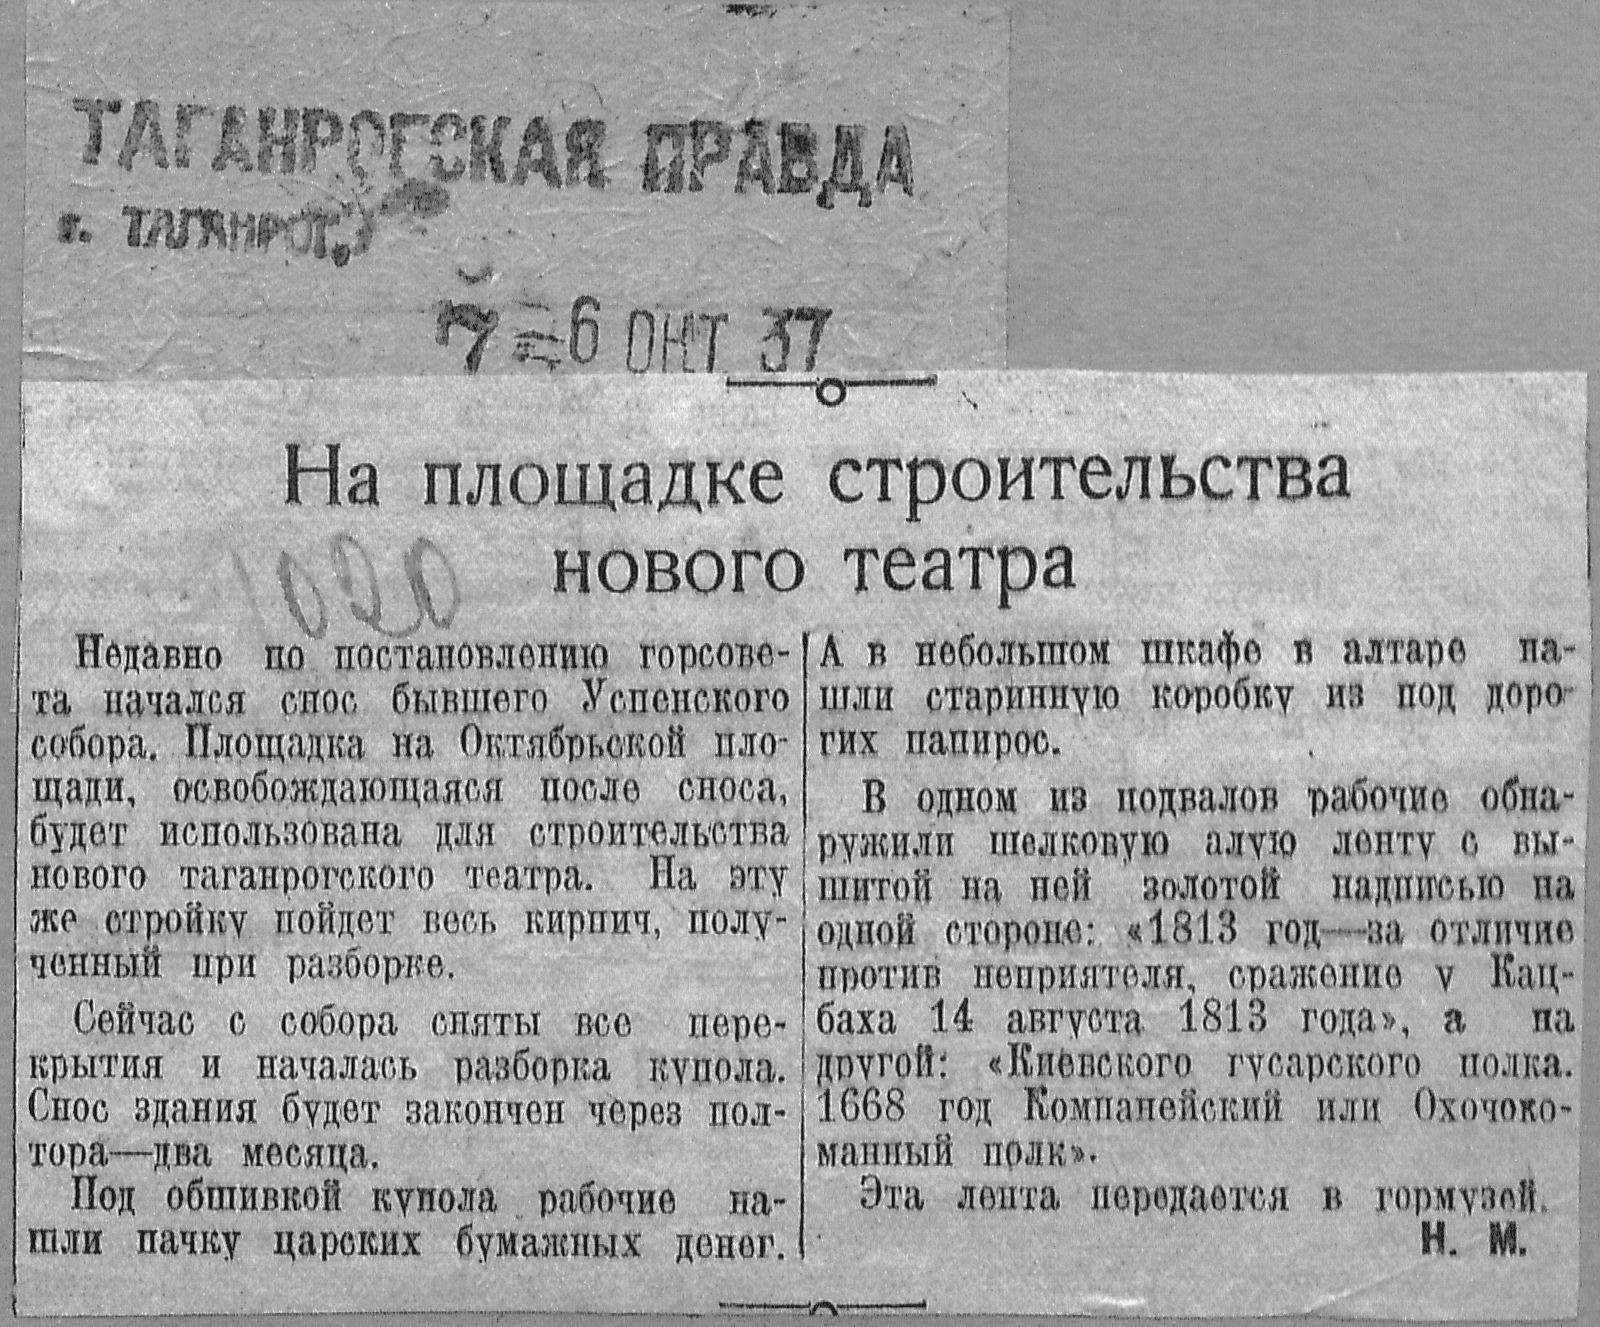 ТАГАНРОГСКАЯ ПРАВДА
г. ТАГАНРОГ.
7 = 6 ОКТ 37
На площадке строительства
нового театра
1020
Недавно по постановлению горсове-
та начался снос бывшего Успенского
собора. Площадка на Октябрьской пло-
щади, освобождающаяся после сноса,
будет использована для строительства
нового таганрогского театра. На эту
же стройку пойдет весь кирпич, полу-
ченный при разборке.
Сейчас с собора сняты все пере-
крытия и началась разборка купола.
Снос здания будет закончен через пол-
тора—два месяца.
Под обшивкой купола рабочие на-
шли пачку царских бумажных денег.
А в небольшом шкафе в алтаре на-
шли старинную коробку из под доро-
гих папирос.
В одном из подвалов рабочие обна-
ружили шелковую алую ленту с вы-
шитой на ней золотой надписью на
одной стороне: «1813 год—за отличие
против неприятеля, сражение у Кац-
баха 14 августа 1813 года», а на
другой: «Киевского гусарского полка.
1668 год Компанейский или Охочоко-
манный полк».
Эта лента передается в гормузей.
Н. М.